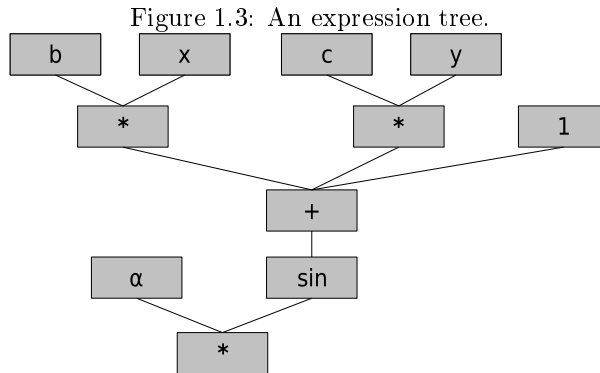 Figure 1.3: An expression tree.
b x c y
* * 1
+
α sin
*